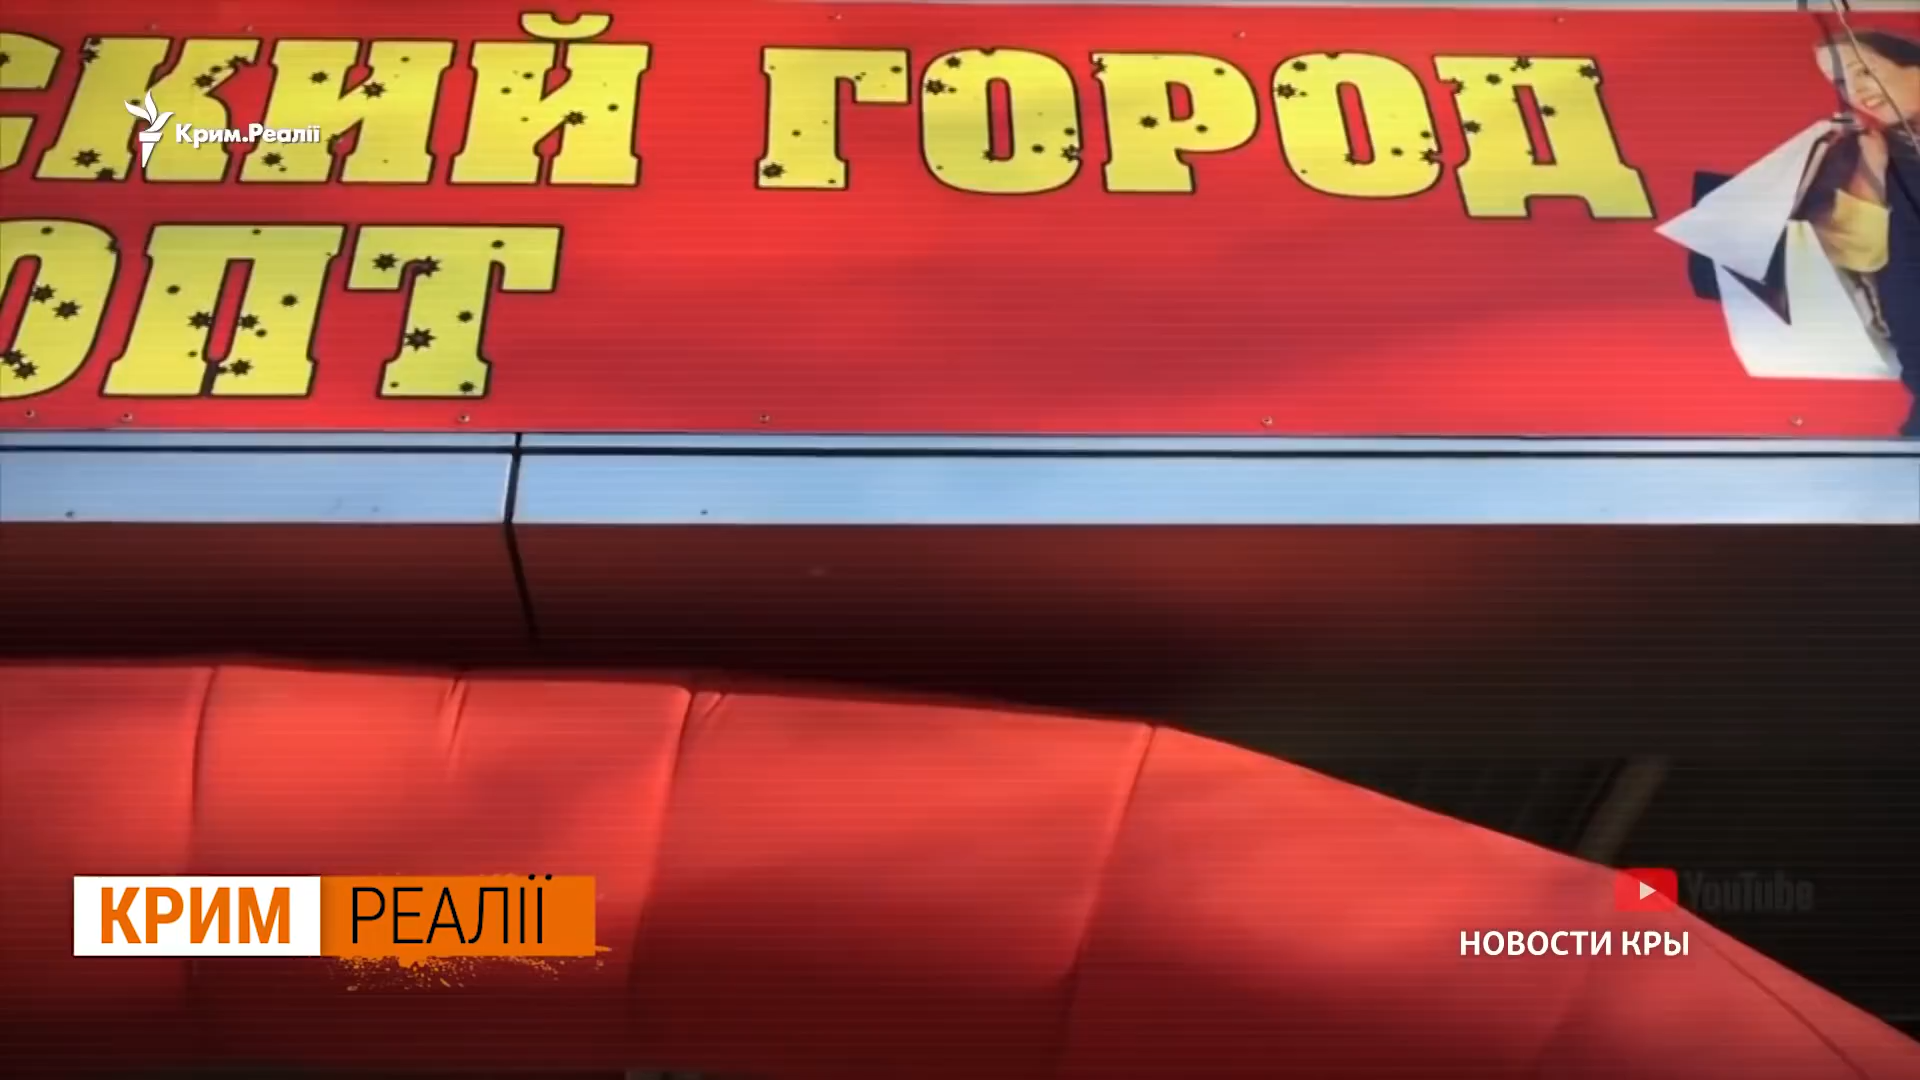 СКИЙ ГОРОД
Крим.Реалії
ОПТ
КРИМ РЕАЛІЇ
YouTube
НОВОСТИ КРЫ